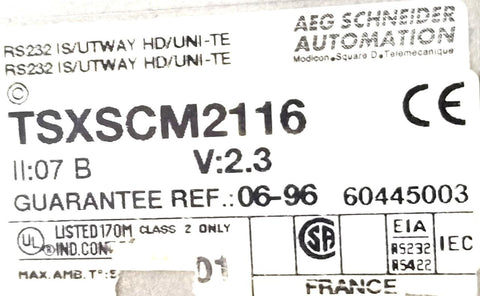 AEG SCHNEIDER
AUTOMATION
Modicon.Square D.Telemecanique
RS232 IS/UTWAY HD/UNI-TE
RS232 IS/UTWAY HD/UNI-TE
©
CE
TSXSCM2116
II:07 B V:2.3
GUARANTEE REF.:06-96 60445003
UL LISTED 170M CLASS 2 ONLY
® IND.CON
SA
EIA
RS232
RS422
IEC
MAX.AMB.T°:
01
FRANCE